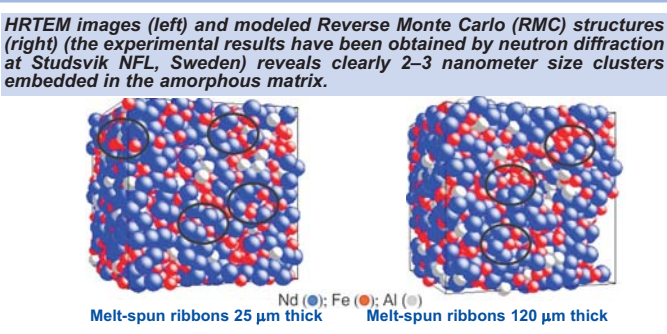 HRTEM images (left) and modeled Reverse Monte Carlo (RMC) structures
(right) (the experimental results have been obtained by neutron diffraction
at Studsvik NFL, Sweden) reveals clearly 2–3 nanometer size clusters
embedded in the amorphous matrix.
Nd (●); Fe (●); Al (●)
Melt-spun ribbons 25 µm thick Melt-spun ribbons 120 µm thick